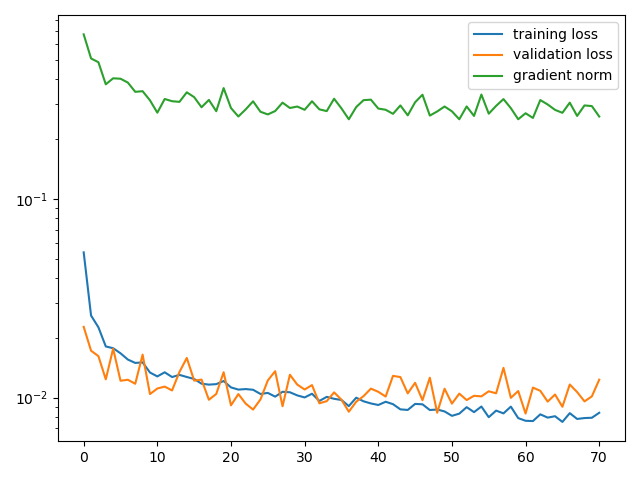 training loss
validation loss
gradient norm
10⁻¹
10⁻²
0 10 20 30 40 50 60 70